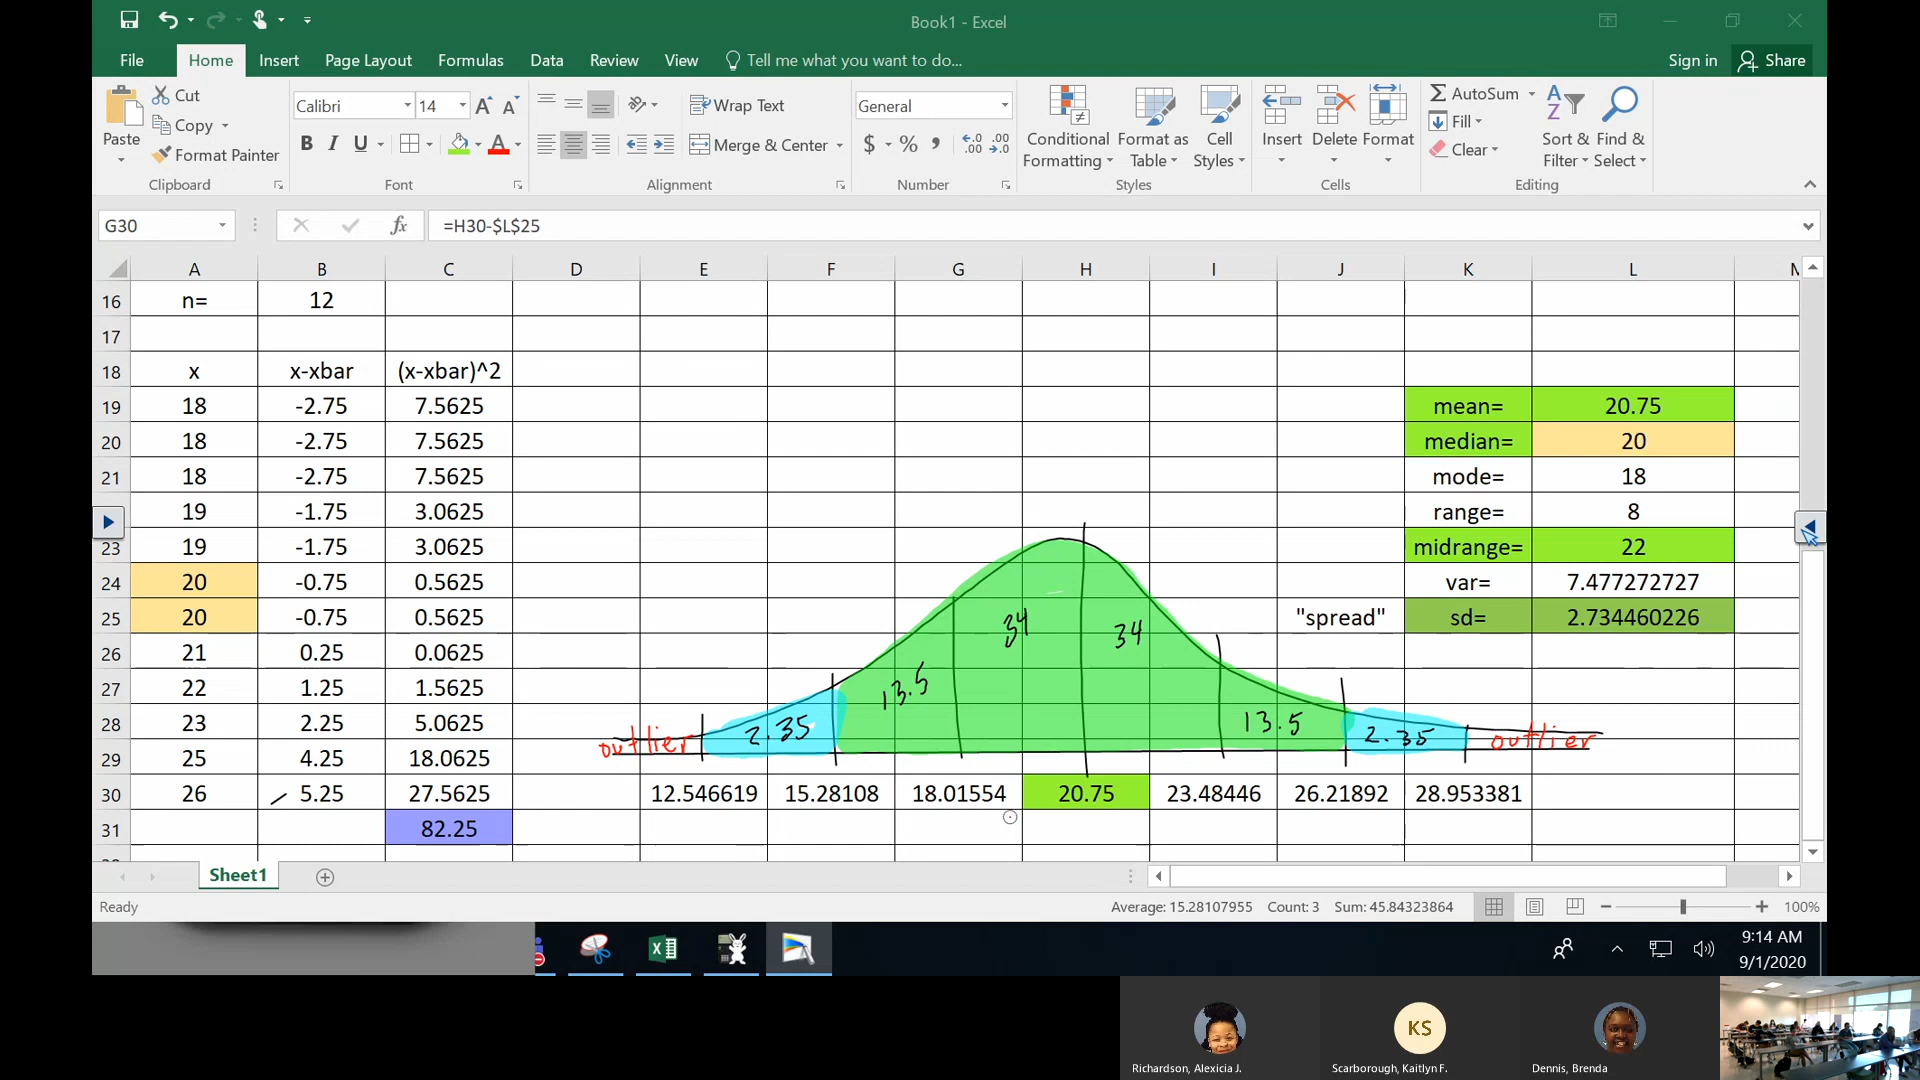 Book1 - Excel
File Home Insert Page Layout Formulas Data Review View Tell me what you want to do... Sign in Share
Paste Cut Copy Format Painter
Clipboard
Calibri 14
B I U
Font
Wrap Text
Merge & Center
Alignment
General
$ % , .00 .0
Number
Conditional Formatting Format as Table Cell Styles
Styles
Insert Delete Format
Cells
AutoSum Fill Clear Sort & Filter Find & Select
Editing
G30 fx =H30-$L$25
A B C D E F G H I J K L
16 n= 12
17
18 x x-xbar (x-xbar)^2
19 18 -2.75 7.5625 mean= 20.75
20 18 -2.75 7.5625 median= 20
21 18 -2.75 7.5625 mode= 18
19 -1.75 3.0625 range= 8
23 19 -1.75 3.0625 midrange= 22
24 20 -0.75 0.5625 var= 7.477272727
25 20 -0.75 0.5625 34 34 "spread" sd= 2.734460226
26 21 0.25 0.0625
27 22 1.25 1.5625 13.5
28 23 2.25 5.0625 2.35 13.5
29 25 4.25 18.0625 outlier 2.35 outlier
30 26 5.25 27.5625 12.546619 15.28108 18.01554 20.75 23.48446 26.21892 28.953381
31 82.25
Sheet1
Ready Average: 15.28107955 Count: 3 Sum: 45.84323864 100%
9:14 AM
9/1/2020
KS
Richardson, Alexicia J. Scarborough, Kaitlyn F. Dennis, Brenda